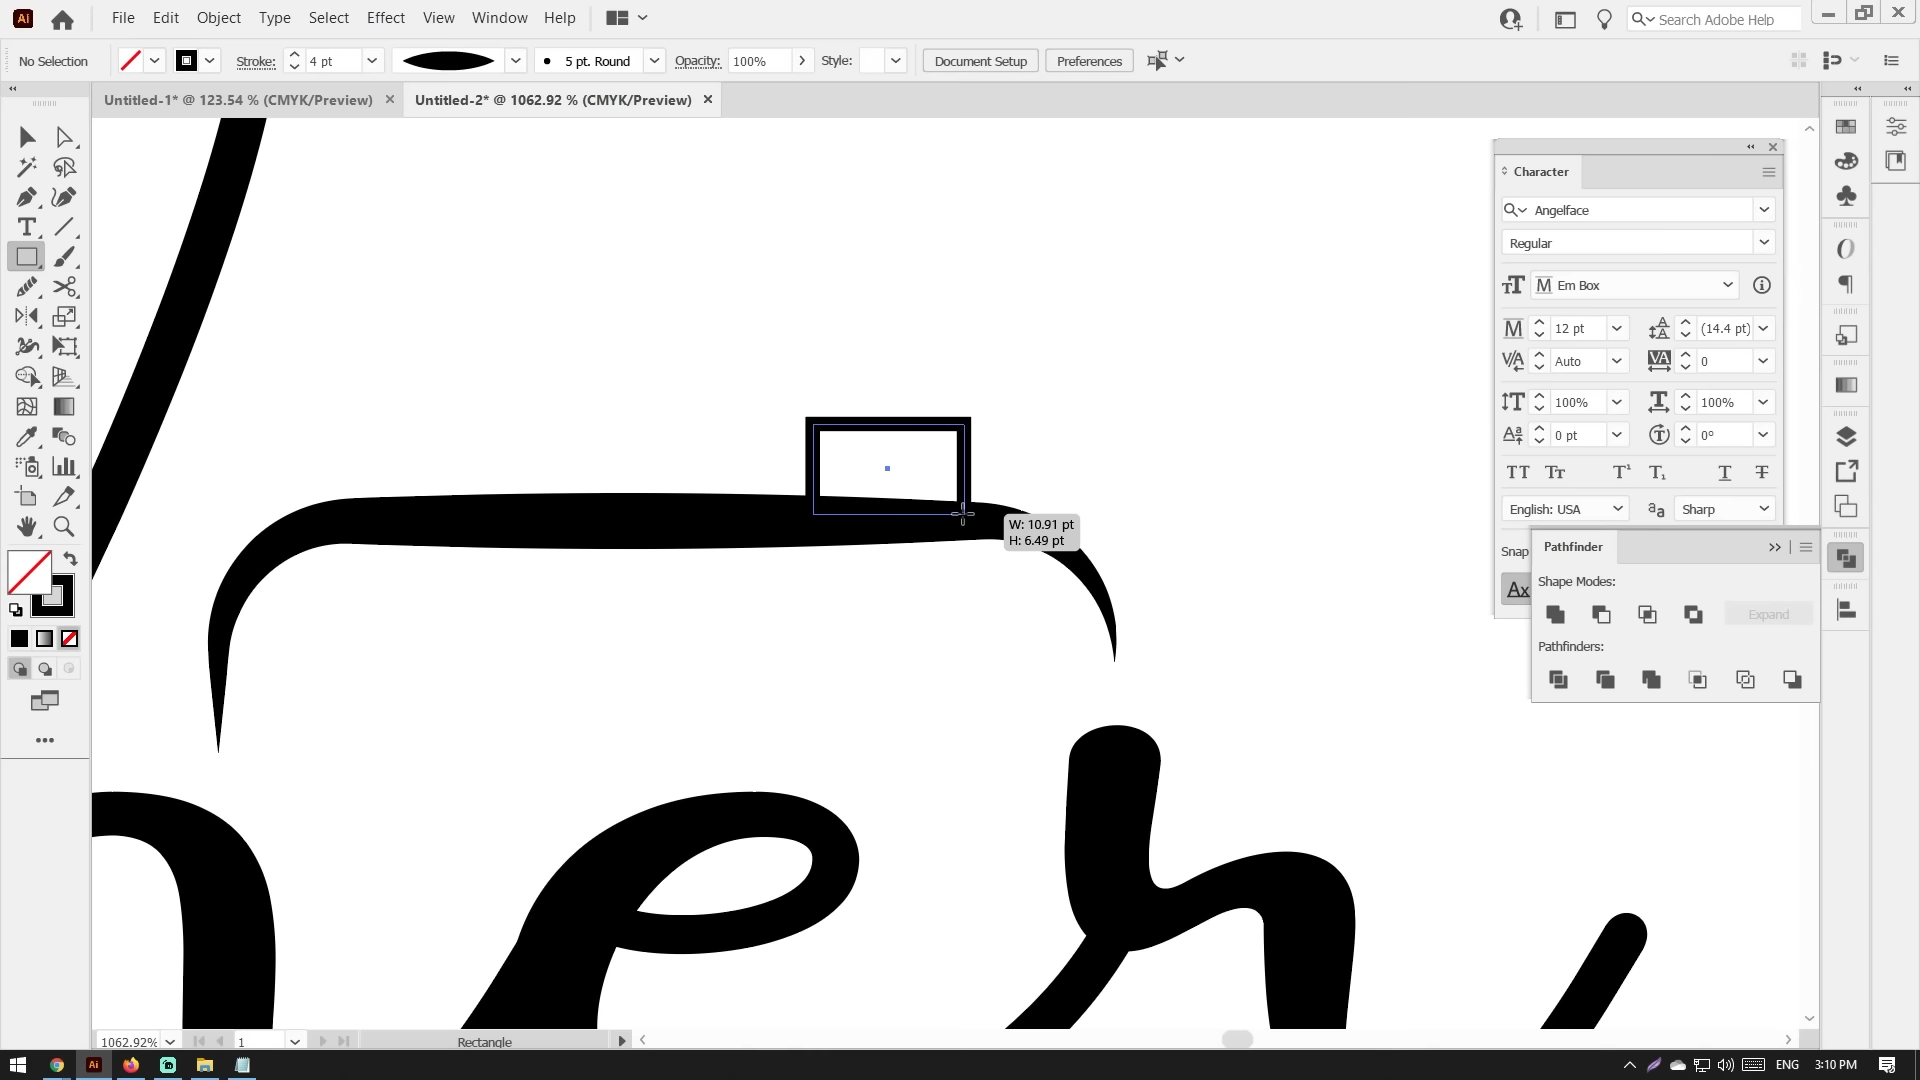 Ai File Edit Object Type Select Effect View Window Help Search Adobe Help
No Selection Stroke: 4 pt 5 pt. Round Opacity: 100% Style: Document Setup Preferences
Untitled-1* @ 123.54 % (CMYK/Preview) Untitled-2* @ 1062.92 % (CMYK/Preview)
Character
Angelface
Regular
Em Box
12 pt (14.4 pt)
Auto 0
100% 100%
0 pt 0°
English: USA Sharp
W: 10.91 pt
H: 6.49 pt
Snap
Pathfinder
Shape Modes:
Expand
Pathfinders:
er
1062.92% 1 Rectangle
Ai ENG 3:10 PM